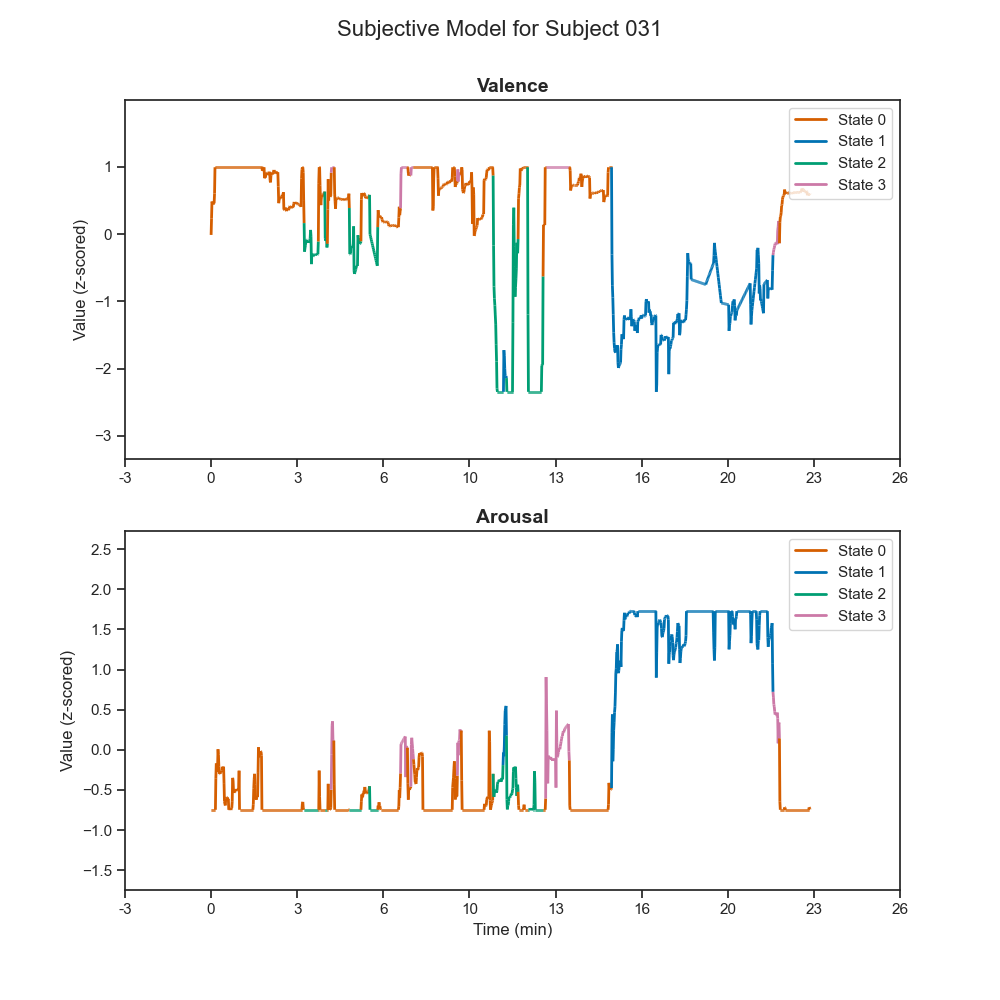 Subjective Model for Subject 031
Valence
State 0
State 1
State 2
State 3
Value (z-scored)
1
0
−1
−2
−3
-3 0 3 6 10 13 16 20 23 26
Arousal
State 0
State 1
State 2
State 3
Value (z-scored)
2.5
2.0
1.5
1.0
0.5
0.0
−0.5
−1.0
−1.5
-3 0 3 6 10 13 16 20 23 26
Time (min)